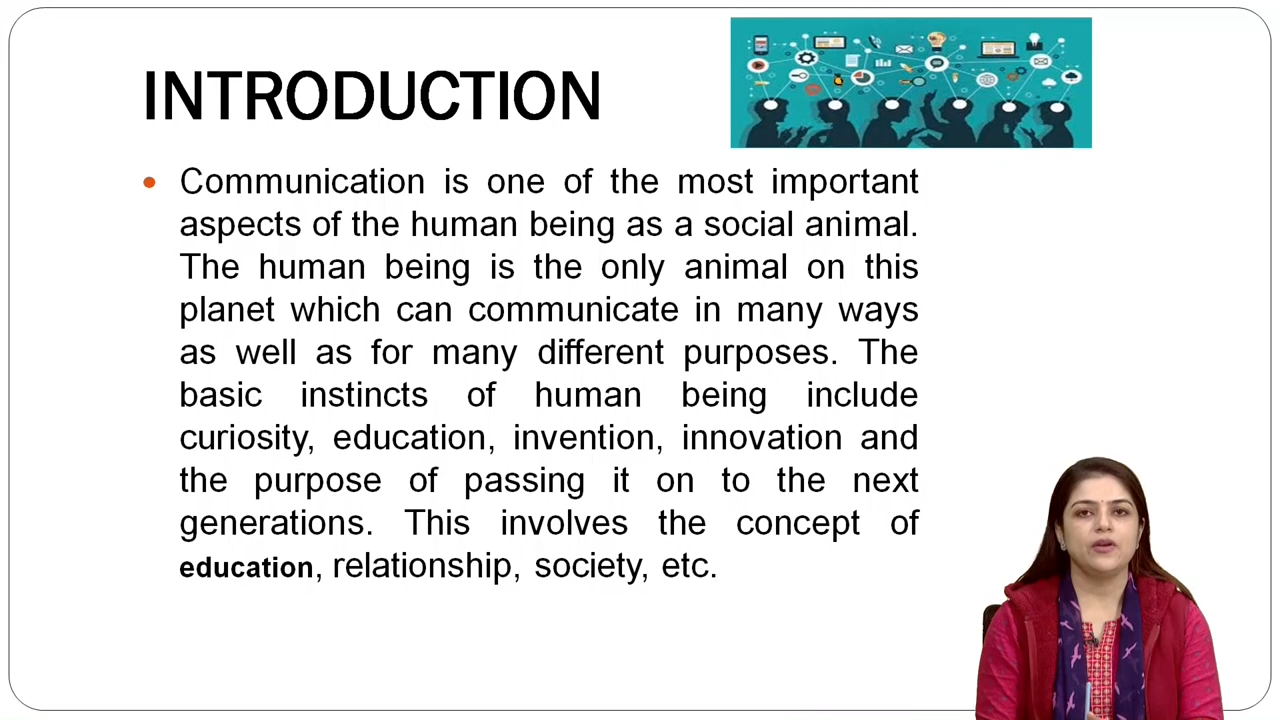 INTRODUCTION
• Communication is one of the most important
aspects of the human being as a social animal.
The human being is the only animal on this
planet which can communicate in many ways
as well as for many different purposes. The
basic instincts of human being include
curiosity, education, invention, innovation and
the purpose of passing it on to the next
generations. This involves the concept of
education, relationship, society, etc.